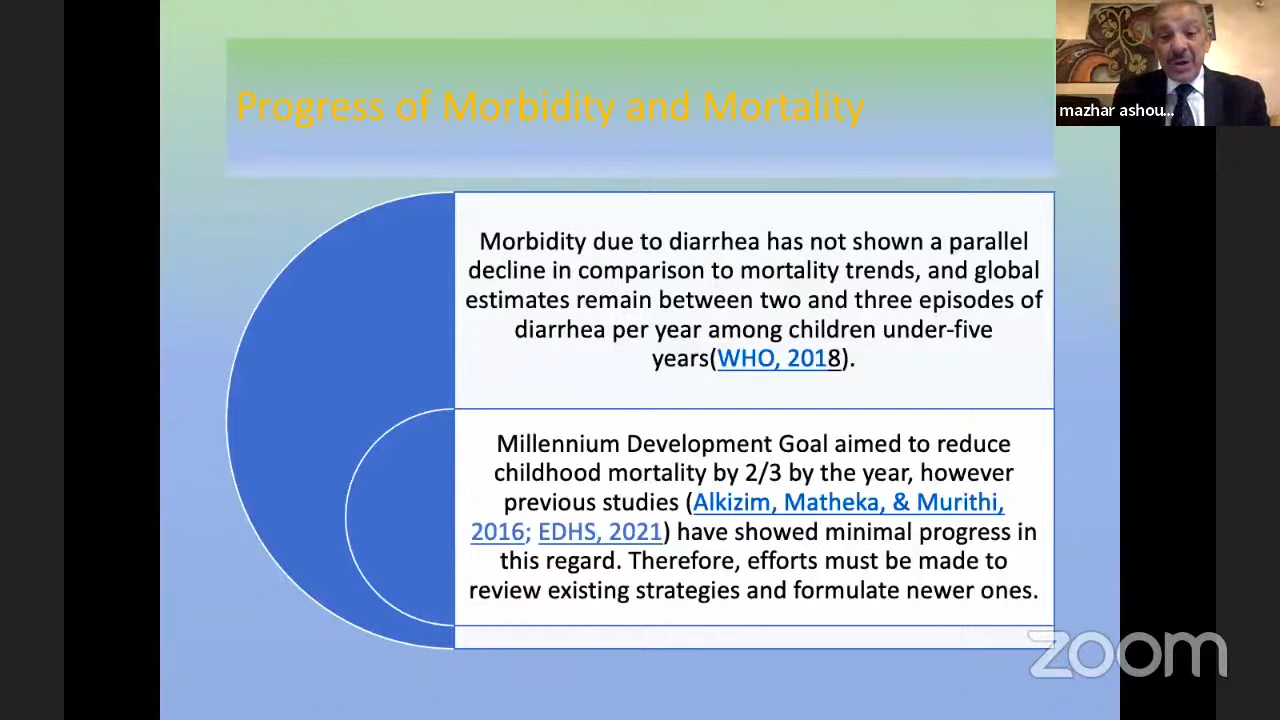 Progress of Morbidity and Mortality
mazhar ashou...
Morbidity due to diarrhea has not shown a parallel
decline in comparison to mortality trends, and global
estimates remain between two and three episodes of
diarrhea per year among children under-five
years(WHO, 2018).
Millennium Development Goal aimed to reduce
childhood mortality by 2/3 by the year, however
previous studies (Alkizim, Matheka, & Murithi,
2016; EDHS, 2021) have showed minimal progress in
this regard. Therefore, efforts must be made to
review existing strategies and formulate newer ones.
zoom